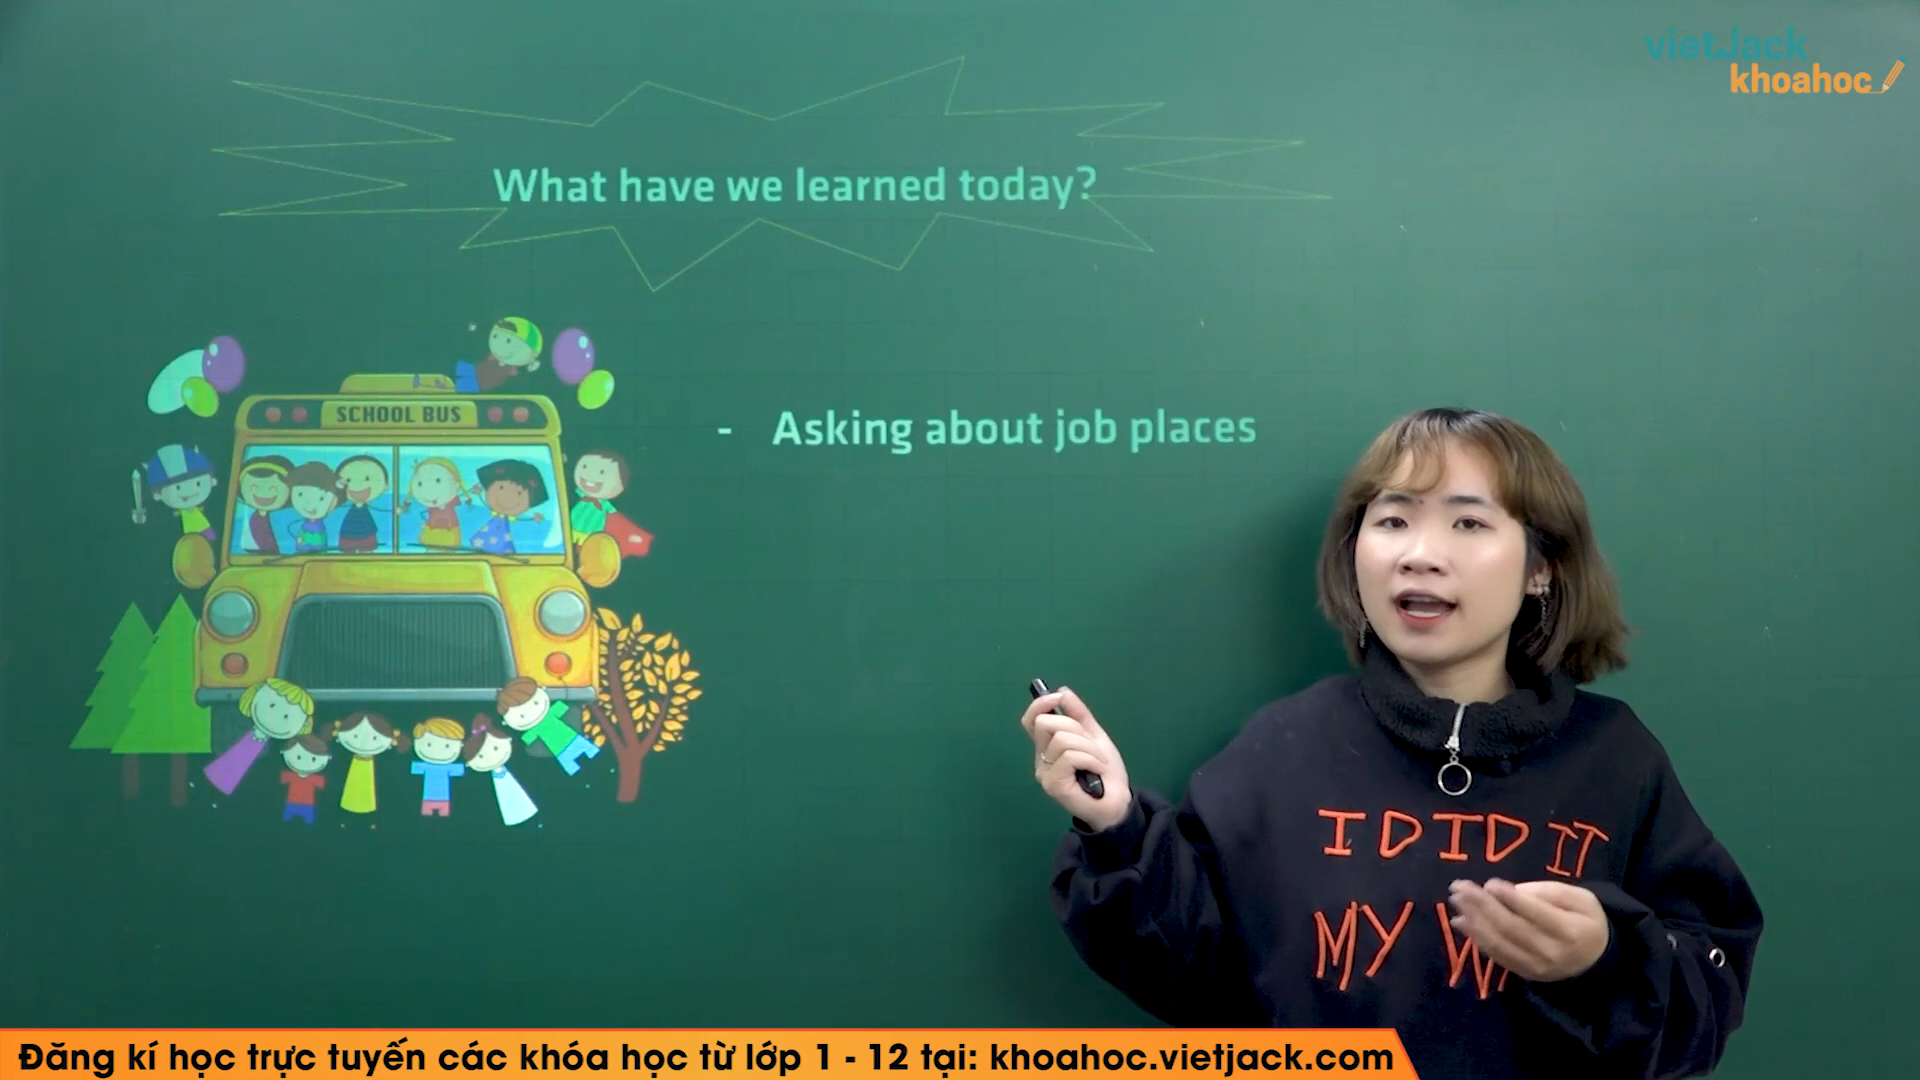 vietJack
khoahoc
What have we learned today?
SCHOOL BUS
- Asking about job places
I DID IT
MY
Đăng kí học trực tuyến các khóa học từ lớp 1 - 12 tại: khoahoc.vietjack.com